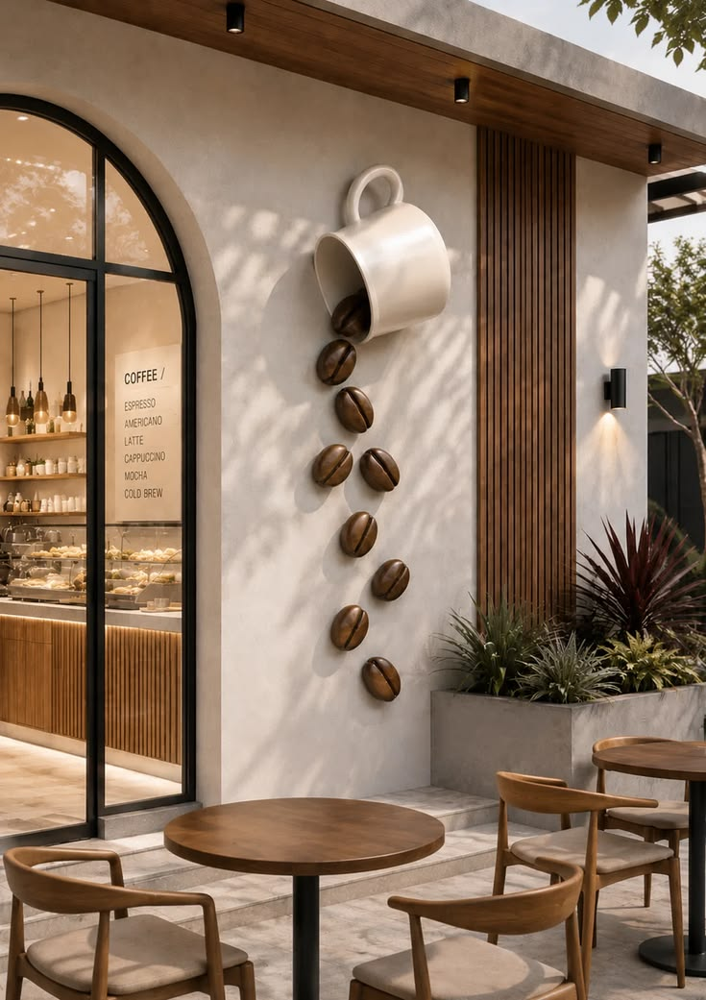 COFFEE /
ESPRESSO
AMERICANO
LATTE
CAPPUCCINO
MOCHA
COLD BREW